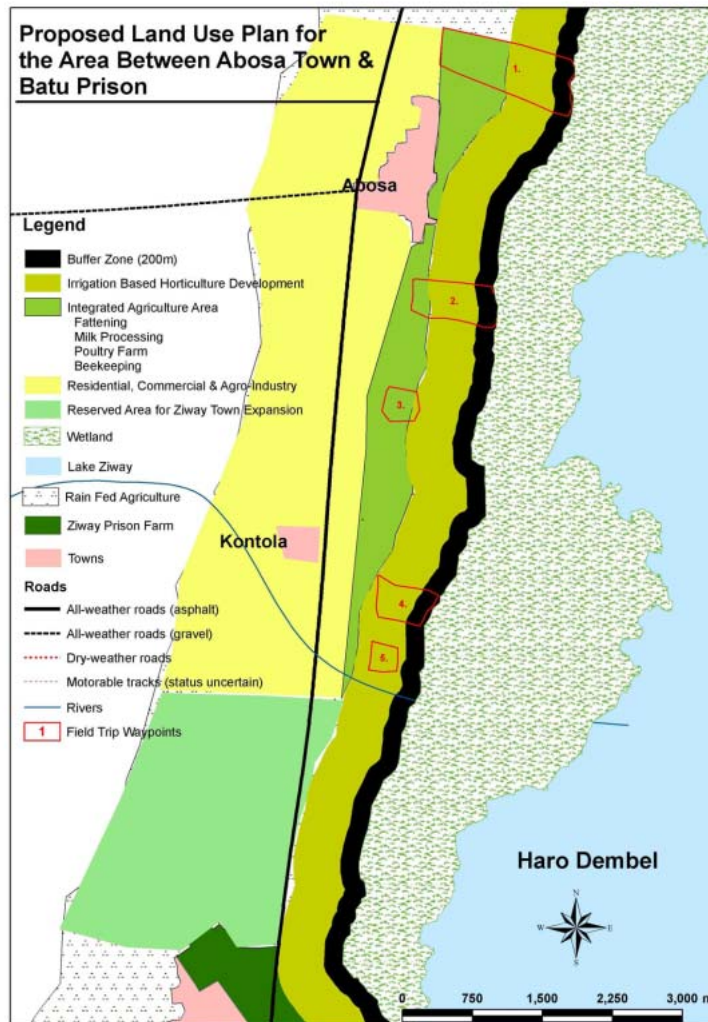 Proposed Land Use Plan for
the Area Between Abosa Town &
Batu Prison
1.
Abosa
Legend
Buffer Zone (200m)
Irrigation Based Horticulture Development
Integrated Agriculture Area
Fattening
Milk Processing
Poultry Farm
Beekeeping
Residential, Commercial & Agro-Industry
Reserved Area for Ziway Town Expansion
Wetland
Lake Ziway
Rain Fed Agriculture
Ziway Prison Farm
Towns
Roads
All-weather roads (asphalt)
All-weather roads (gravel)
Dry-weather roads
Motorable tracks (status uncertain)
Rivers
1 Field Trip Waypoints
2.
3.
Kontola
4.
5.
Haro Dembel
N
W E
S
0 750 1,500 2,250 3,000 m